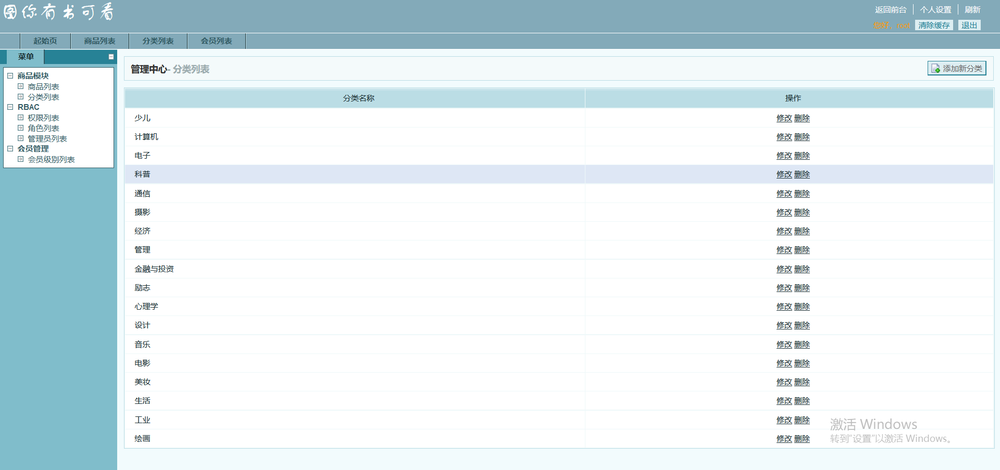 图你有书可看
返回前台 个人设置 刷新
您好，root 清除缓存 退出
起始页 商品列表 分类列表 会员列表
菜单
商品模块
商品列表
分类列表
RBAC
权限列表
角色列表
管理员列表
会员管理
会员级别列表
管理中心- 分类列表 添加新分类
分类名称 操作
少儿 修改 删除
计算机 修改 删除
电子 修改 删除
科普 修改 删除
通信 修改 删除
摄影 修改 删除
经济 修改 删除
管理 修改 删除
金融与投资 修改 删除
励志 修改 删除
心理学 修改 删除
设计 修改 删除
音乐 修改 删除
电影 修改 删除
美妆 修改 删除
生活 修改 删除
工业 修改 删除
绘画 修改 删除
激活 Windows
转到“设置”以激活 Windows。